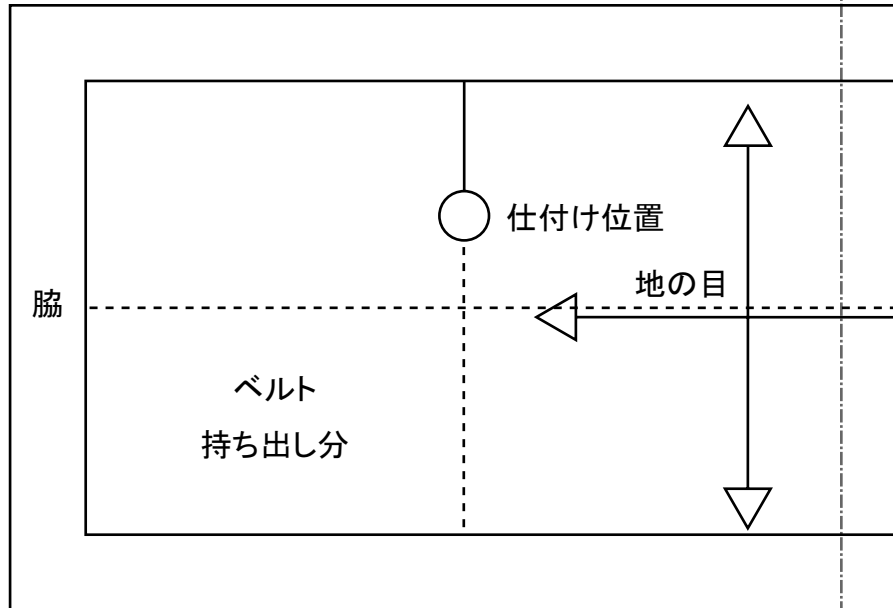 仕付け位置
地の目
脇
ベルト
持ち出し分